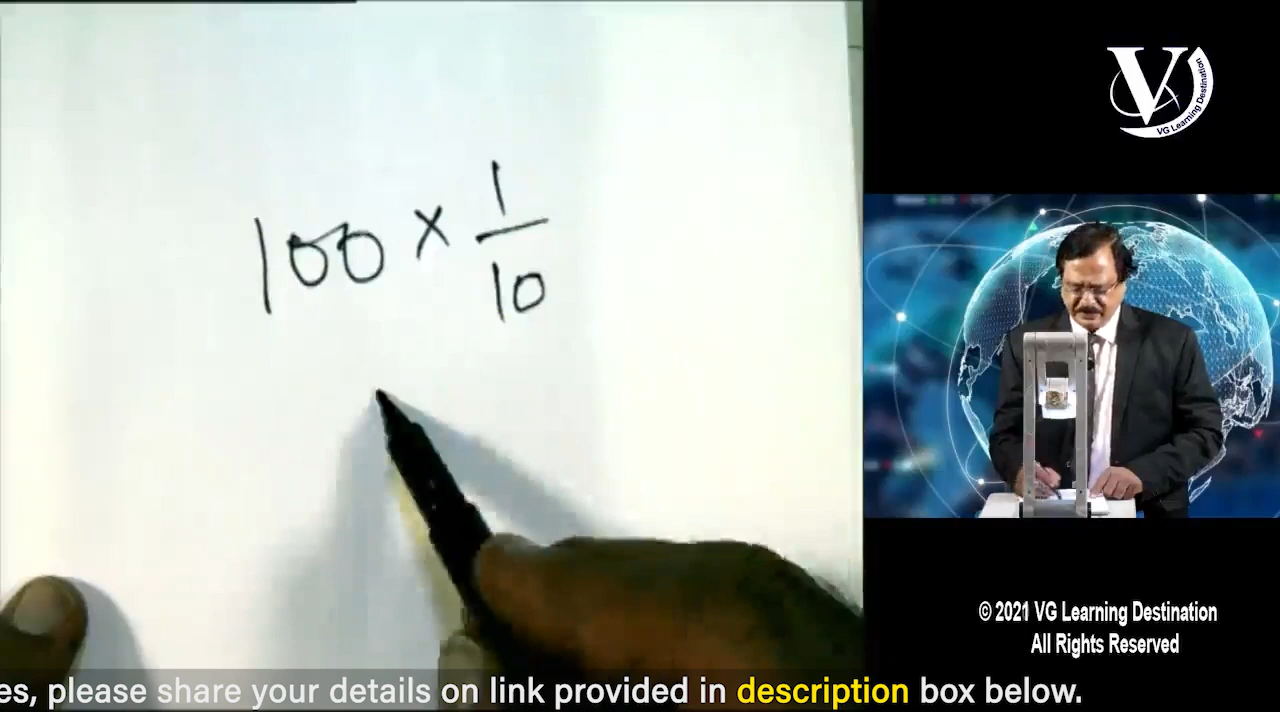 100 × 1/10
V
VG Learning Destination
© 2021 VG Learning Destination
All Rights Reserved
es, please share your details on link provided in description box below.